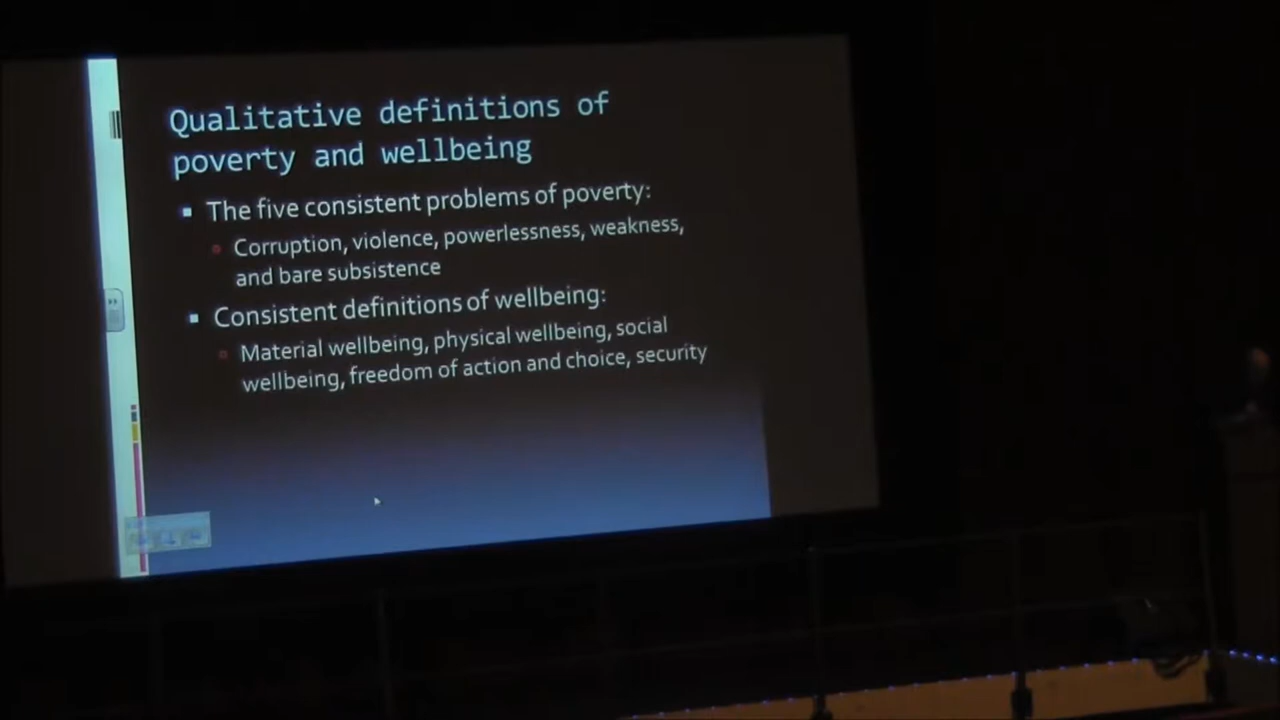 Qualitative definitions of
poverty and wellbeing
The five consistent problems of poverty:
Corruption, violence, powerlessness, weakness,
and bare subsistence
Consistent definitions of wellbeing:
Material wellbeing, physical wellbeing, social
wellbeing, freedom of action and choice, security